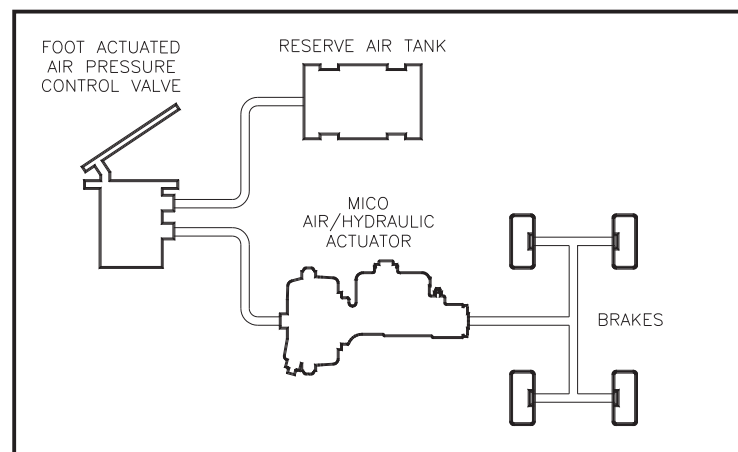 FOOT ACTUATED
AIR PRESSURE
CONTROL VALVE
RESERVE AIR TANK
MICO
AIR/HYDRAULIC
ACTUATOR
BRAKES